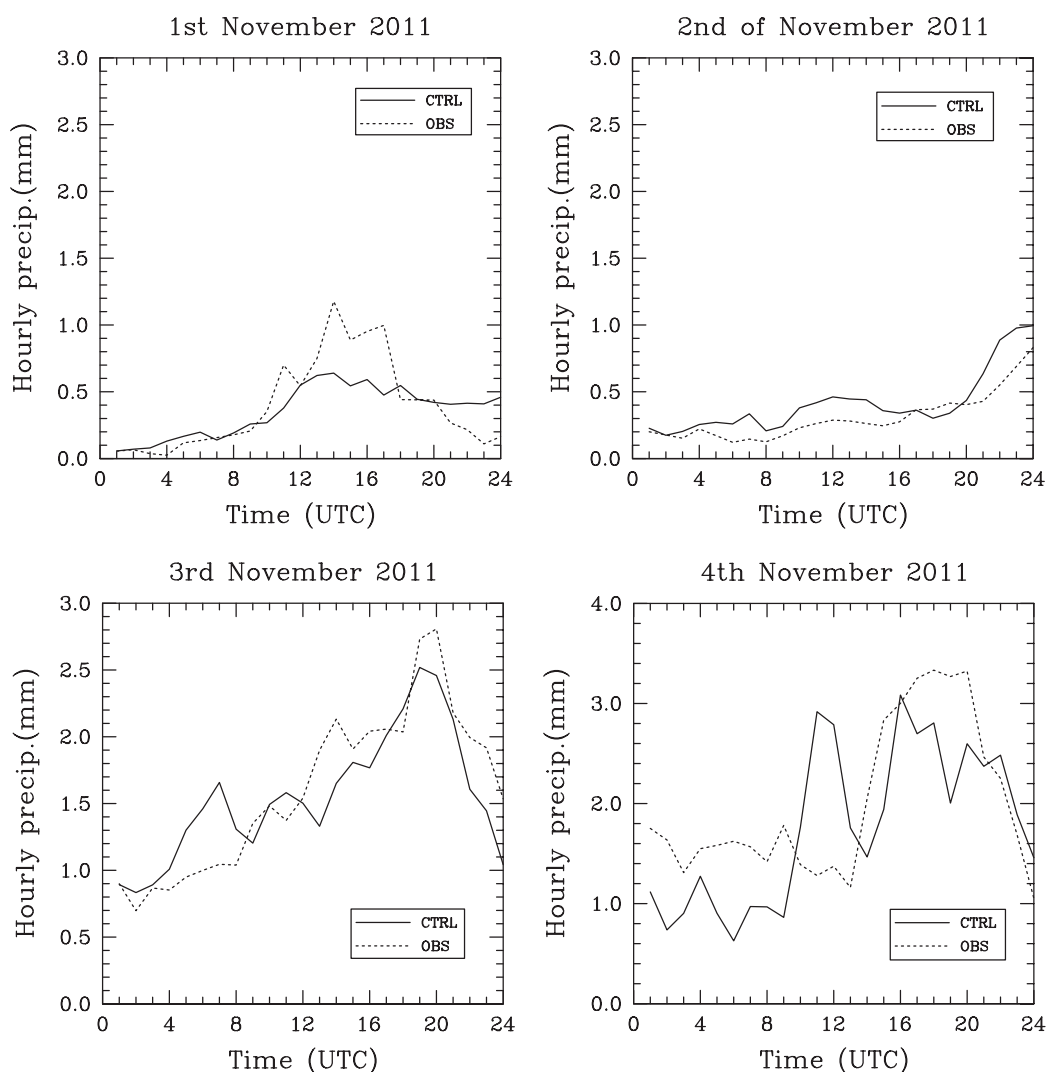 1st November 2011
3.0
2.5
2.0
1.5
1.0
0.5
0.0
Hourly precip.(mm)
CTRL
OBS
0 4 8 12 16 20 24
Time (UTC)
2nd of November 2011
3.0
2.5
2.0
1.5
1.0
0.5
0.0
Hourly precip.(mm)
CTRL
OBS
0 4 8 12 16 20 24
Time (UTC)
3rd November 2011
3.0
2.5
2.0
1.5
1.0
0.5
0.0
Hourly precip.(mm)
CTRL
OBS
0 4 8 12 16 20 24
Time (UTC)
4th November 2011
4.0
3.0
2.0
1.0
0.0
Hourly precip.(mm)
CTRL
OBS
0 4 8 12 16 20 24
Time (UTC)